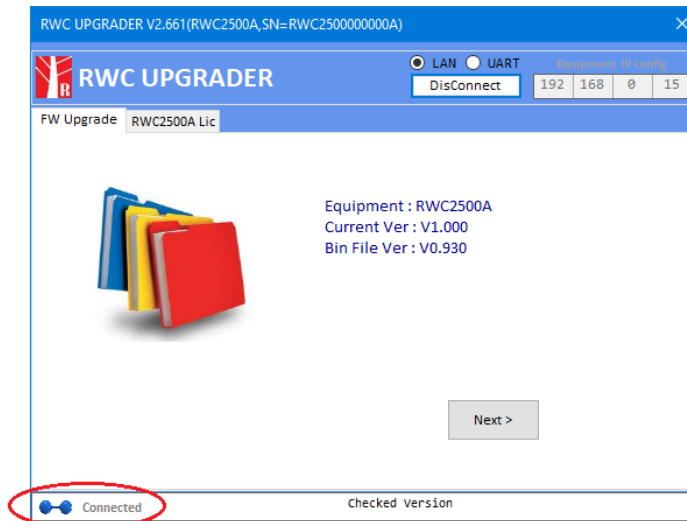 RWC UPGRADER V2.661(RWC2500A,SN=RWC2500000000A)
R RWC UPGRADER
LAN UART
DisConnect
Equipment IP config
192 168 0 15
FW Upgrade RWC2500A Lic
Equipment : RWC2500A
Current Ver : V1.000
Bin File Ver : V0.930
Next >
Connected
Checked Version